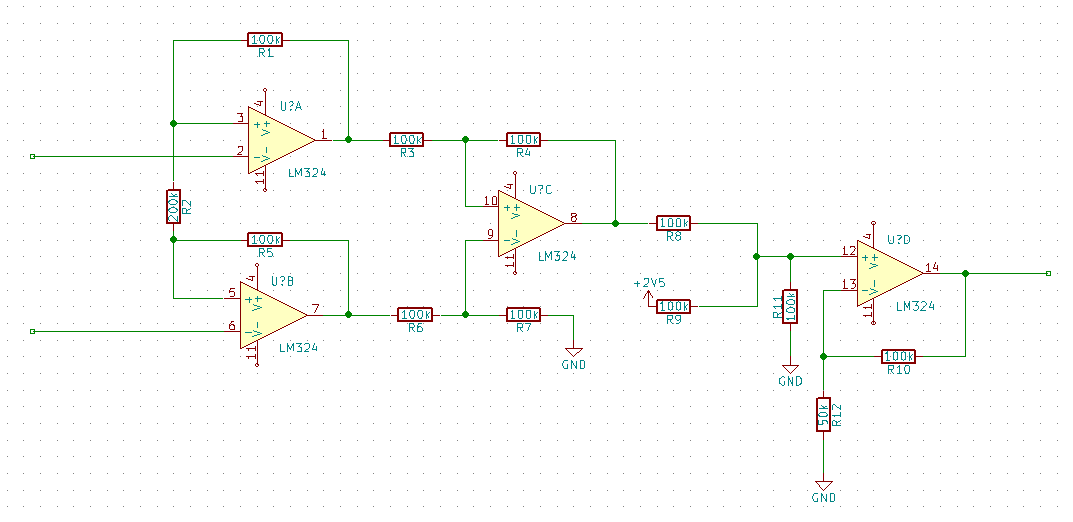 100k
R1
4
U?A
3
+
V+
1
2
-
V-
11
LM324
100k
R3
100k
R4
200k
R2
4
U?C
10
+
V+
8
9
-
V-
11
LM324
100k
R8
100k
R5
4
U?B
5
+
V+
7
6
-
V-
11
LM324
100k
R6
100k
R7
GND
+2V5
100k
R9
100k
R11
GND
4
U?D
12
+
V+
14
13
-
V-
11
LM324
100k
R10
50k
R12
GND